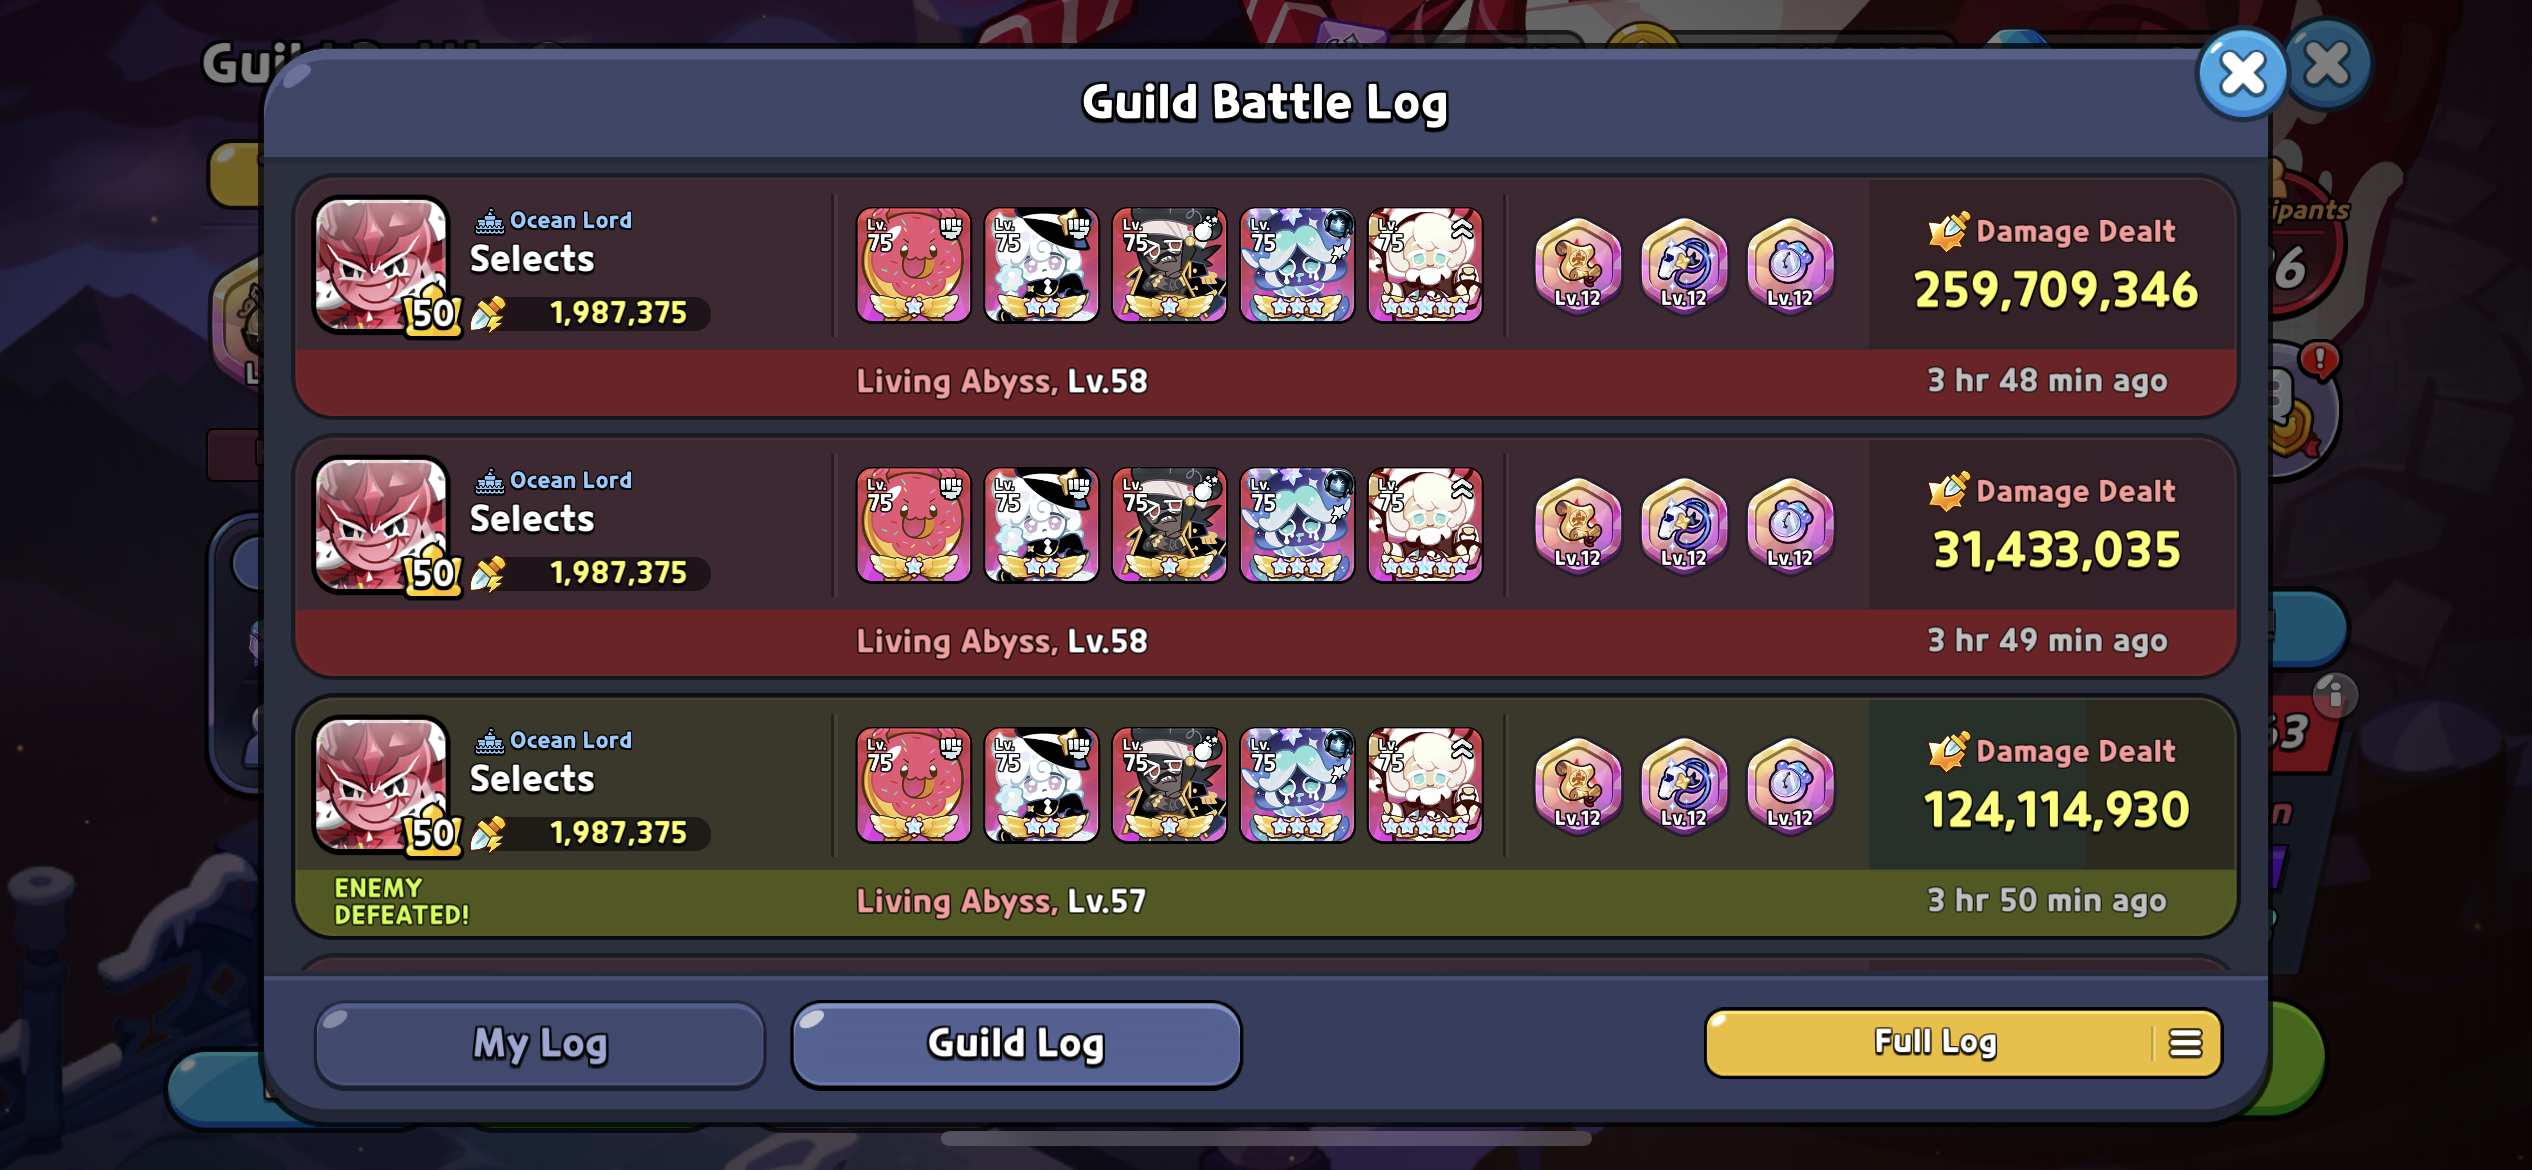 Guild Battle Log
Ocean Lord
Selects
50
1,987,375
Lv. 75
Lv. 75
Lv. 75
Lv. 75
Lv. 75
Lv.12
Lv.12
Lv.12
Damage Dealt
259,709,346
Living Abyss, Lv.58
3 hr 48 min ago
Ocean Lord
Selects
50
1,987,375
Lv. 75
Lv. 75
Lv. 75
Lv. 75
Lv. 75
Lv.12
Lv.12
Lv.12
Damage Dealt
31,433,035
Living Abyss, Lv.58
3 hr 49 min ago
Ocean Lord
Selects
50
1,987,375
Lv. 75
Lv. 75
Lv. 75
Lv. 75
Lv. 75
Lv.12
Lv.12
Lv.12
Damage Dealt
124,114,930
ENEMY
DEFEATED!
Living Abyss, Lv.57
3 hr 50 min ago
My Log
Guild Log
Full Log